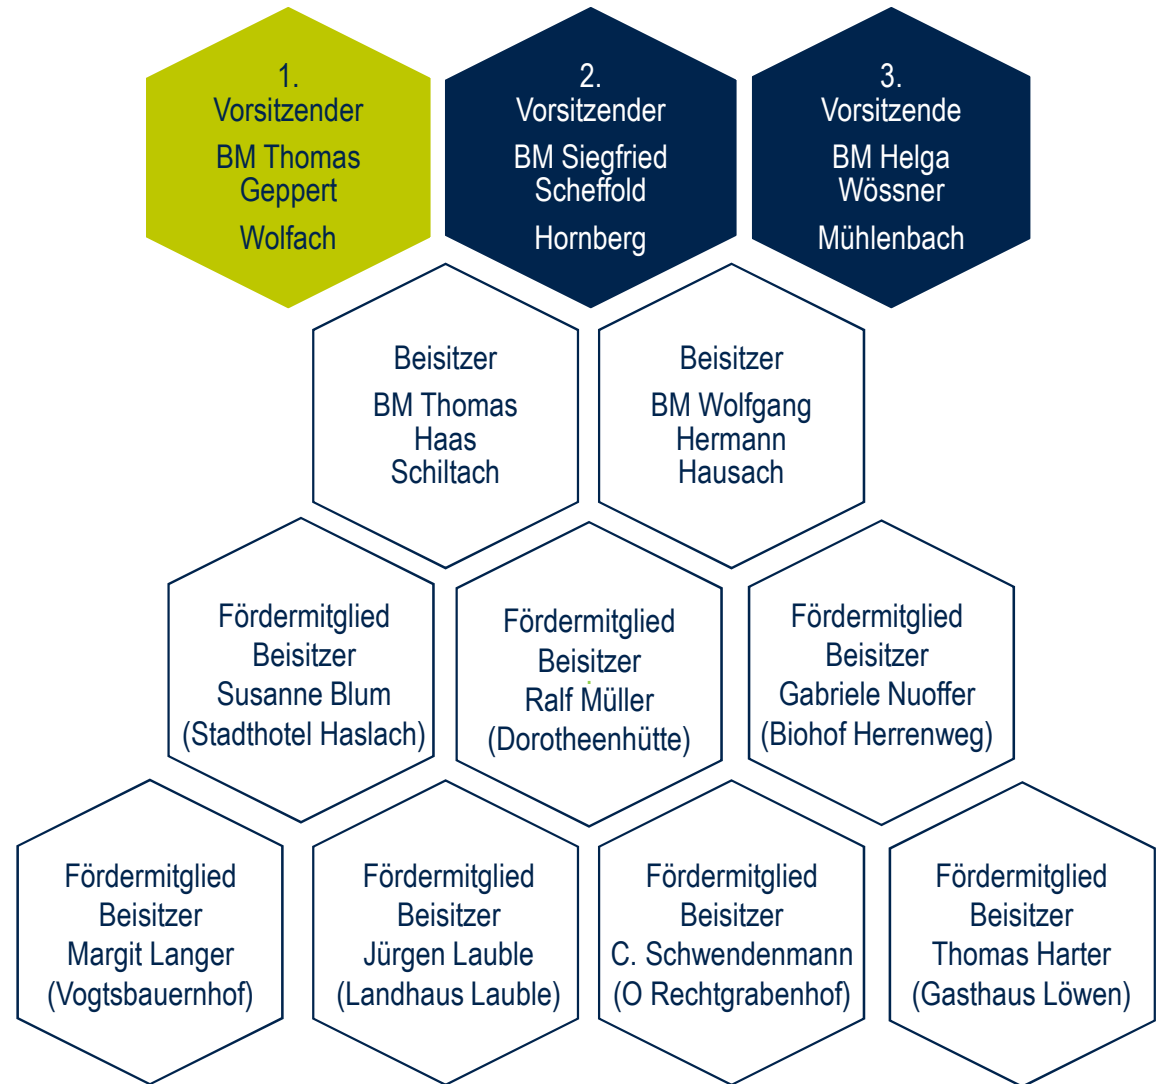 1.
Vorsitzender
BM Thomas
Geppert
Wolfach
2.
Vorsitzender
BM Siegfried
Scheffold
Hornberg
3.
Vorsitzende
BM Helga
Wössner
Mühlenbach
Beisitzer
BM Thomas
Haas
Schiltach
Beisitzer
BM Wolfgang
Hermann
Hausach
Fördermitglied
Beisitzer
Susanne Blum
(Stadthotel Haslach)
Fördermitglied
Beisitzer
Ralf Müller
(Dorotheenhütte)
Fördermitglied
Beisitzer
Gabriele Nuoffer
(Biohof Herrenweg)
Fördermitglied
Beisitzer
Margit Langer
(Vogtsbauernhof)
Fördermitglied
Beisitzer
Jürgen Lauble
(Landhaus Lauble)
Fördermitglied
Beisitzer
C. Schwendenmann
(O Rechtgrabenhof)
Fördermitglied
Beisitzer
Thomas Harter
(Gasthaus Löwen)